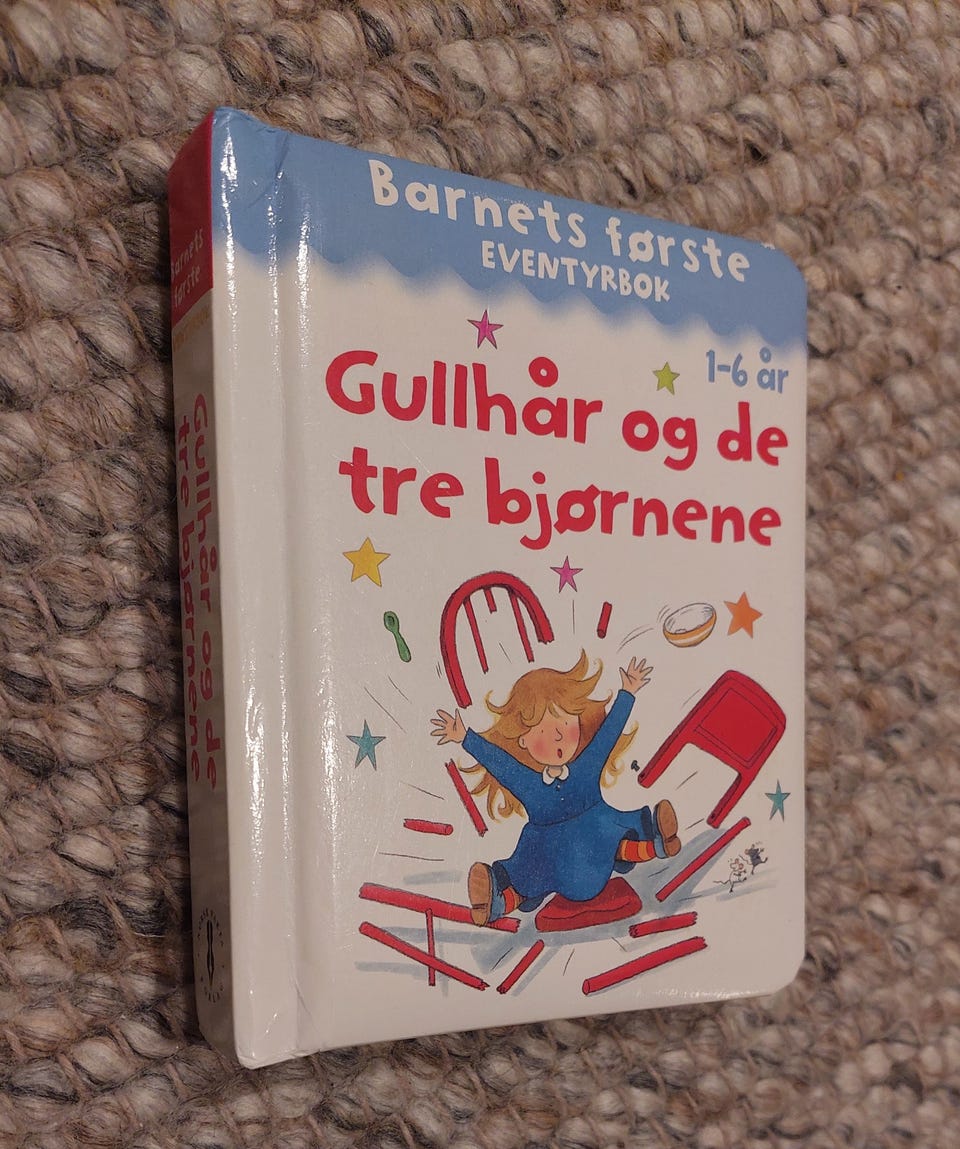 Barnets første
EVENTYRBOK
1-6 år
Gullhår og de
tre bjørnene
Barnets
første
Gullhår og de
tre bjørnene